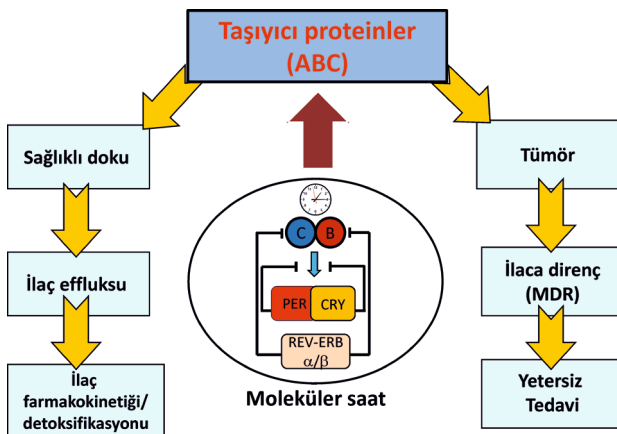 Taşıyıcı proteinler
(ABC)
Sağlıklı doku
İlaç effluksu
İlaç
farmakokinetiği/
detoksifikasyonu
C
B
PER
CRY
REV-ERB
α/β
Moleküler saat
Tümör
İlaca direnç
(MDR)
Yetersiz
Tedavi